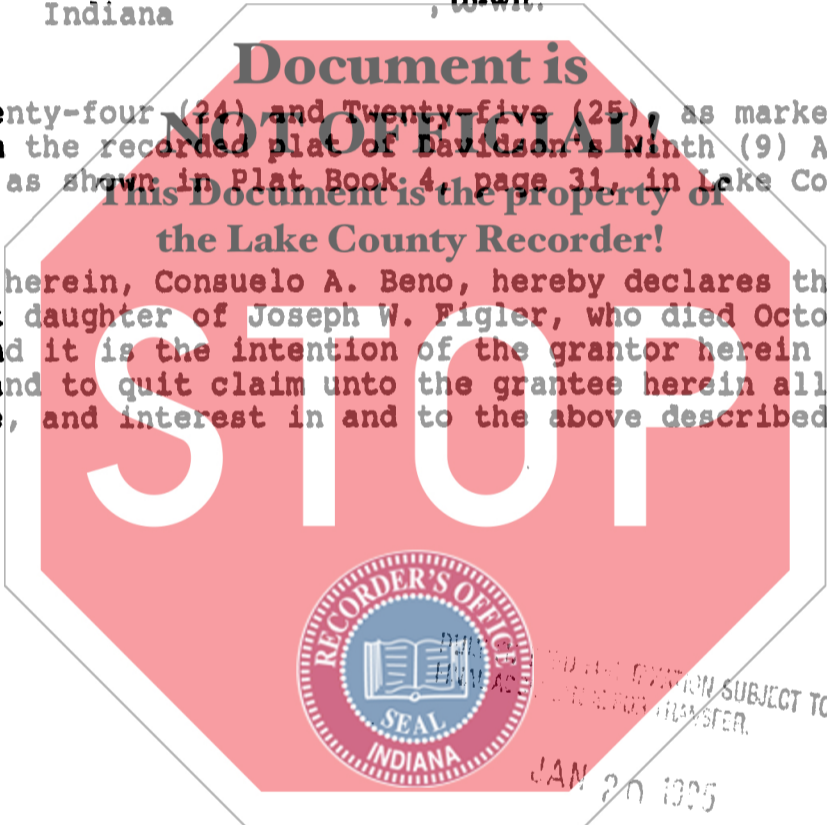 Indiana , to-wit:
Document is
enty-four (24) and Twenty-five (25), as marke
NOT OFFICIAL!
the recorded plat of Davidson's Ninth (9) A
as shown in Plat Book 4, page 31, in Lake Co
This Document is the property of
the Lake County Recorder!
herein, Consuelo A. Beno, hereby declares th
daughter of Joseph W. Figler, who died Octo
d it is the intention of the grantor herein
nd to quit claim unto the grantee herein all
, and interest in and to the above described
STOP
RECORDER'S OFFICE
SEAL
INDIANA
SUBJECT TO
TRANSFER.
JAN 20 1995